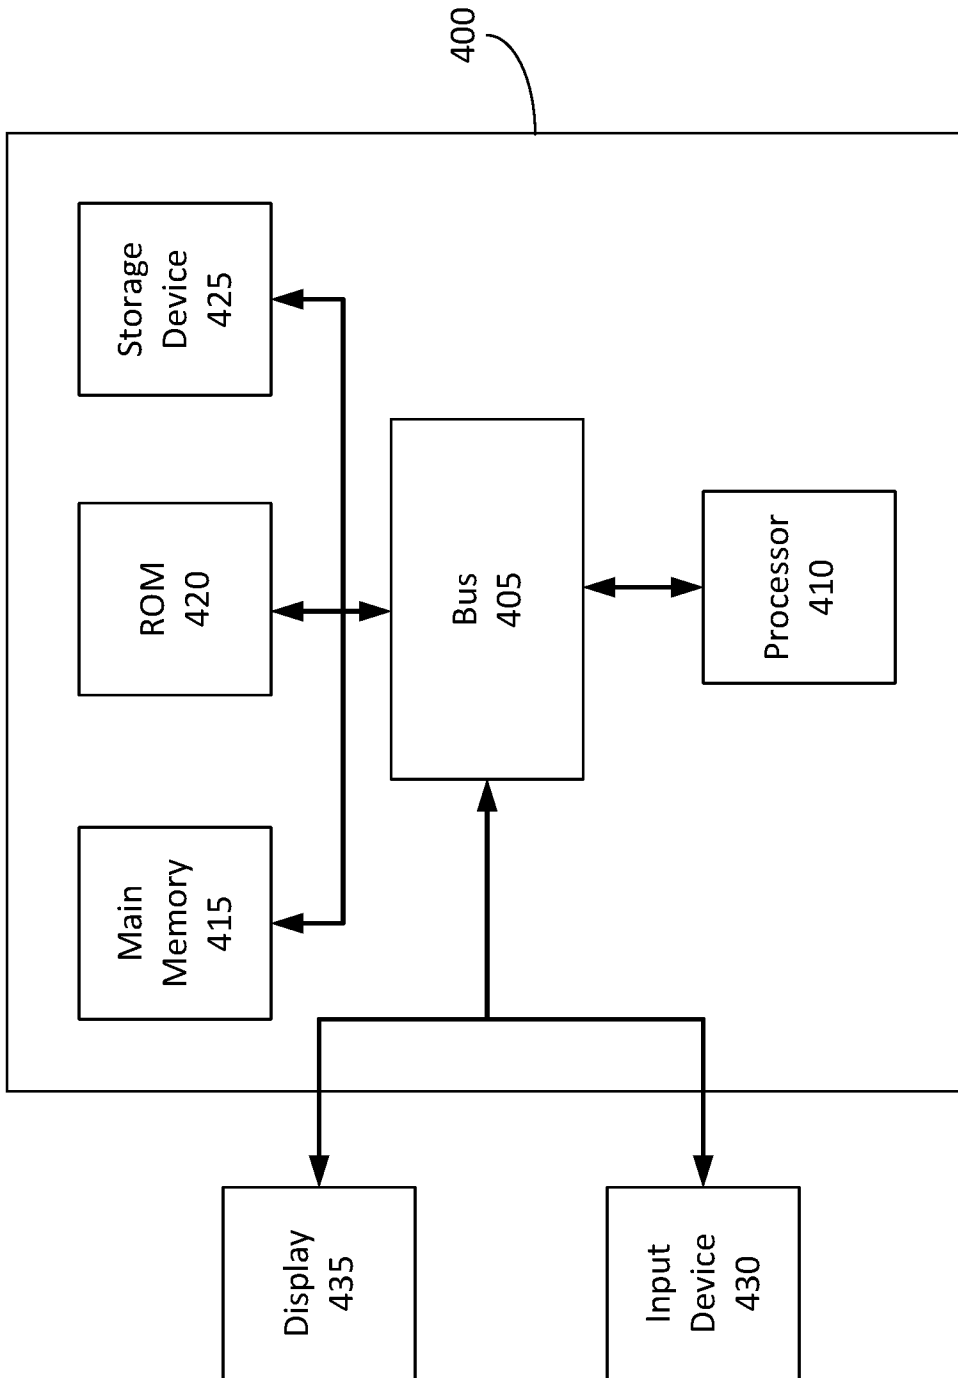 400
Display
435
Input
Device
430
Main
Memory
415
ROM
420
Storage
Device
425
Bus
405
Processor
410